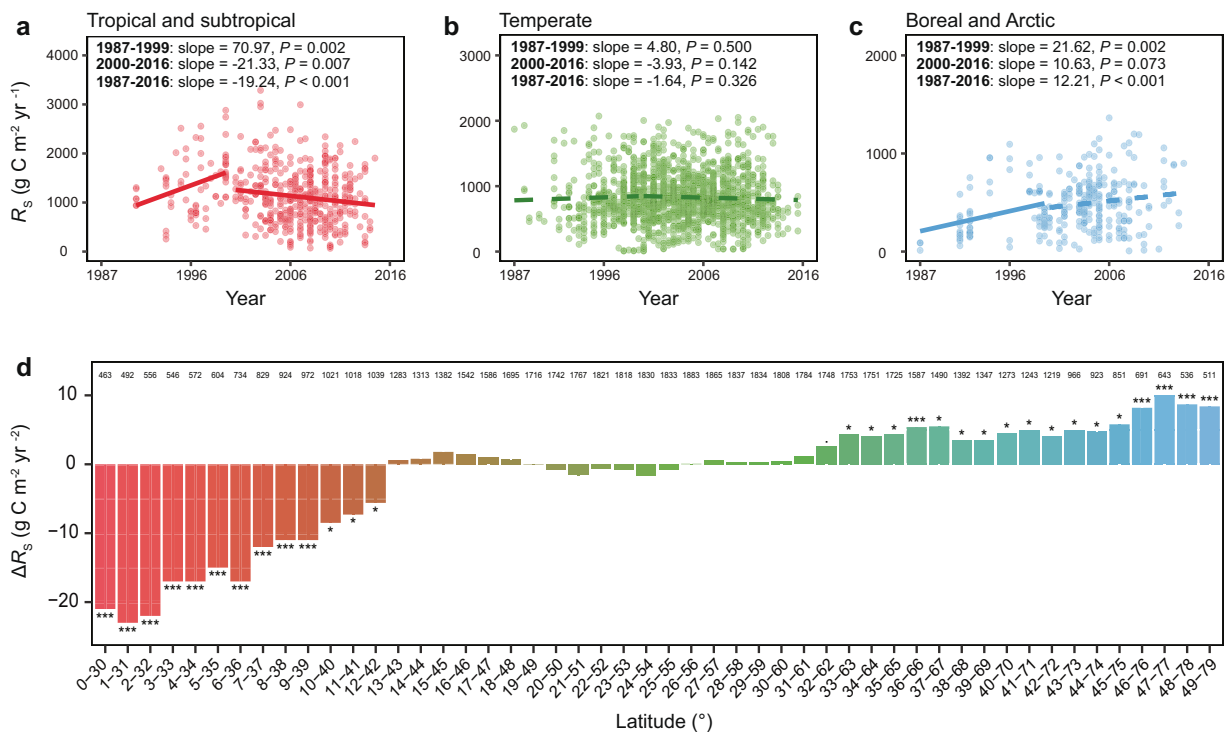 a Tropical and subtropical
1987-1999: slope = 70.97, P = 0.002
2000-2016: slope = -21.33, P = 0.007
1987-2016: slope = -19.24, P < 0.001
4000
3000
2000
1000
0
Rs (g C m-2 yr-1)
1987 1996 2006 2016
Year
b Temperate
1987-1999: slope = 4.80, P = 0.500
2000-2016: slope = -3.93, P = 0.142
1987-2016: slope = -1.64, P = 0.326
3000
2000
1000
0
1987 1996 2006 2016
Year
c Boreal and Arctic
1987-1999: slope = 21.62, P = 0.002
2000-2016: slope = 10.63, P = 0.073
1987-2016: slope = 12.21, P < 0.001
2000
1000
0
1987 1996 2006 2016
Year
d
463 492 556 546 572 604 734 829 924 972 1021 1018 1039 1283 1313 1382 1542 1586 1695 1716 1742 1767 1821 1818 1830 1833 1883 1865 1837 1834 1808 1784 1748 1753 1751 1725 1587 1490 1392 1347 1273 1243 1219 966 923 851 691 643 536 511
10
0
−10
−20
ΔRs (g C m-2 yr-2)
*** *** *** *** *** *** *** *** *** *** * * * . * * * *** * * * * * * * * * *** *** *** ***
0–30 1–31 2–32 3–33 4–34 5–35 6–36 7–37 8–38 9–39 10–40 11–41 12–42 13–43 14–44 15–45 16–46 17–47 18–48 19–49 20–50 21–51 22–52 23–53 24–54 25–55 26–56 27–57 28–58 29–59 30–60 31–61 32–62 33–63 34–64 35–65 36–66 37–67 38–68 39–69 40–70 41–71 42–72 43–73 44–74 45–75 46–76 47–77 48–78 49–79
Latitude (°)